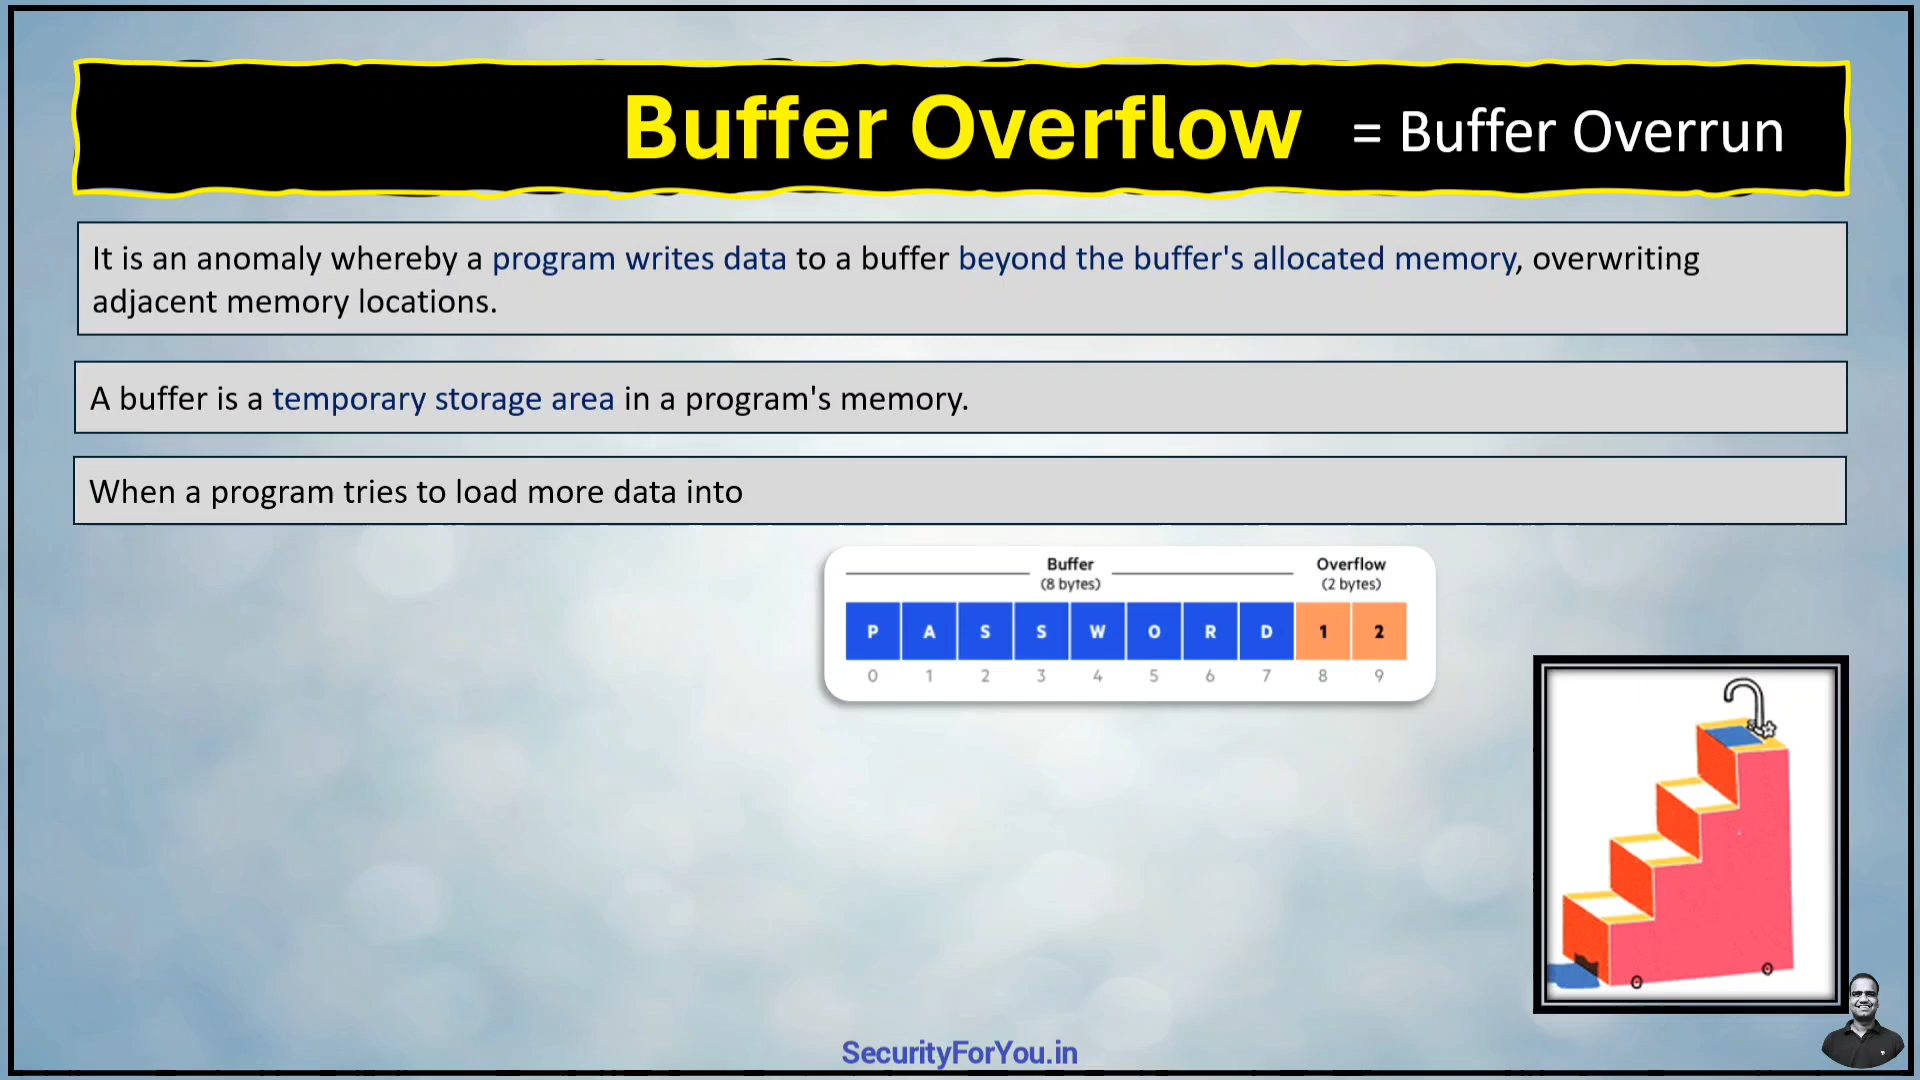 Buffer Overflow = Buffer Overrun
It is an anomaly whereby a program writes data to a buffer beyond the buffer's allocated memory, overwriting
adjacent memory locations.
A buffer is a temporary storage area in a program's memory.
When a program tries to load more data into
Buffer
(8 bytes)
Overflow
(2 bytes)
P A S S W O R D 1 2
0 1 2 3 4 5 6 7 8 9
SecurityForYou.in